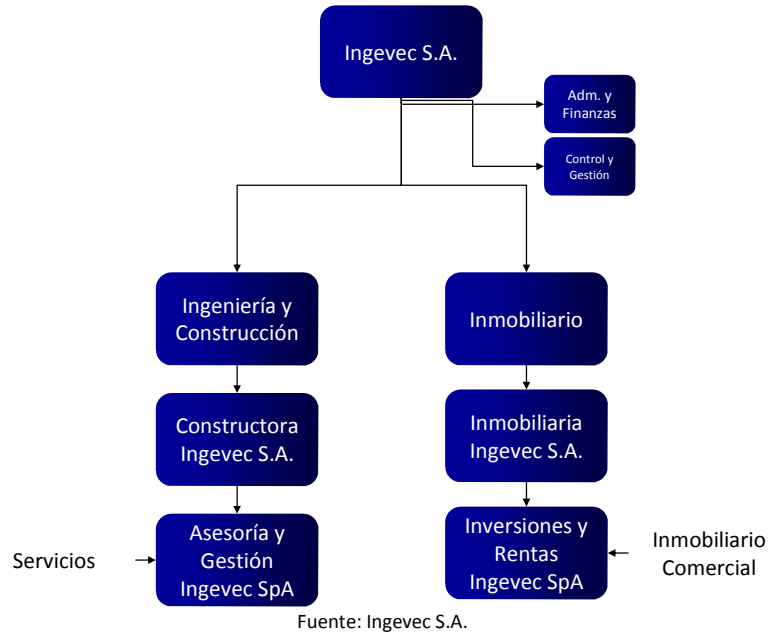 Ingevec S.A.
Adm. y
Finanzas
Control y
Gestión
Ingeniería y
Construcción
Inmobiliario
Constructora
Ingevec S.A.
Inmobiliaria
Ingevec S.A.
Servicios
Asesoría y
Gestión
Ingevec SpA
Inversiones y
Rentas
Ingevec SpA
Inmobiliario
Comercial
Fuente: Ingevec S.A.